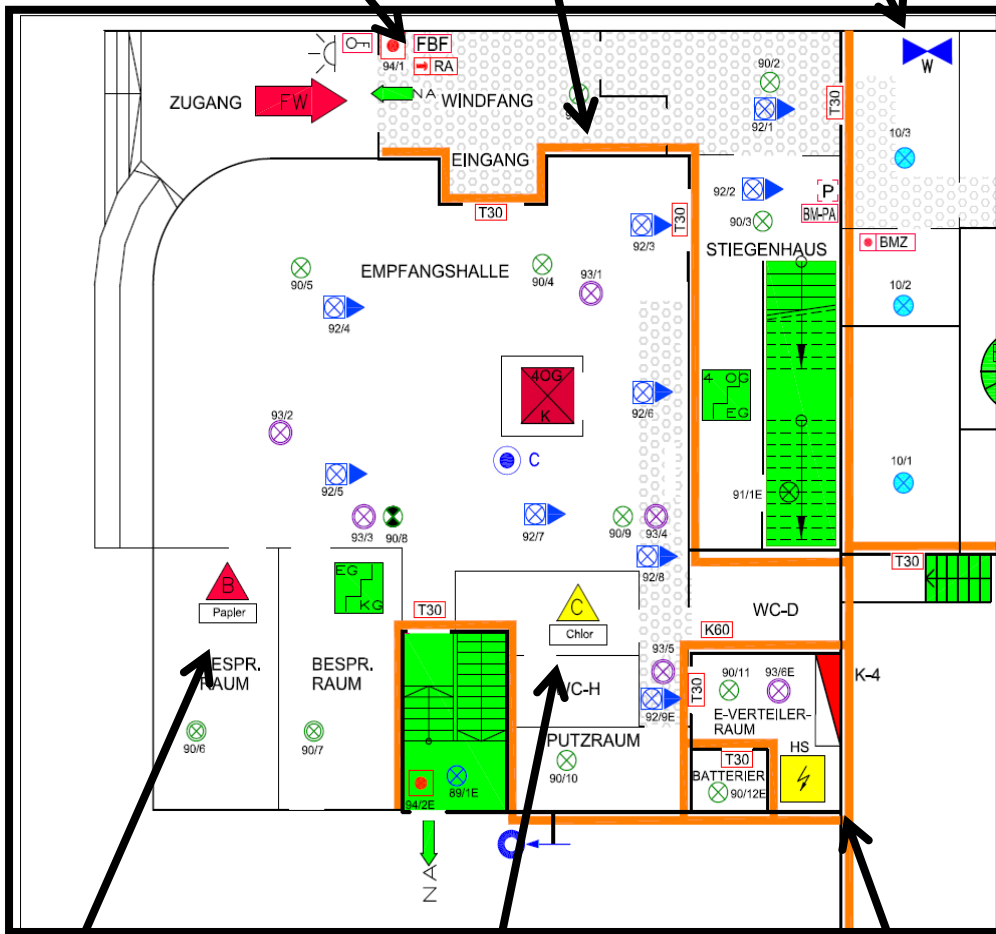 W
FBF
94/1
RA
ZUGANG
FW
NA
WINDFANG
90/2
92/1
T30
10/3
EINGANG
T30
T30
92/2
P
BM-PA
90/3
92/3
STIEGENHAUS
BMZ
EMPFANGSHALLE
90/5
90/4
93/1
10/2
92/4
4OG
K
92/6
4 OG
EG
93/2
C
10/1
92/5
91/1E
93/3
90/8
92/7
90/9
93/4
92/8
T30
B
Papier
EG
KG
T30
C
Chlor
WC-D
K60
BESPR.
RAUM
BESPR.
RAUM
WC-H
93/5
T30
90/11
93/6E
K-4
92/9E
E-VERTEILER-
RAUM
90/6
90/7
PUTZRAUM
HS
T30
90/10
BATTERIER
90/12E
94/2E
89/1E
NA